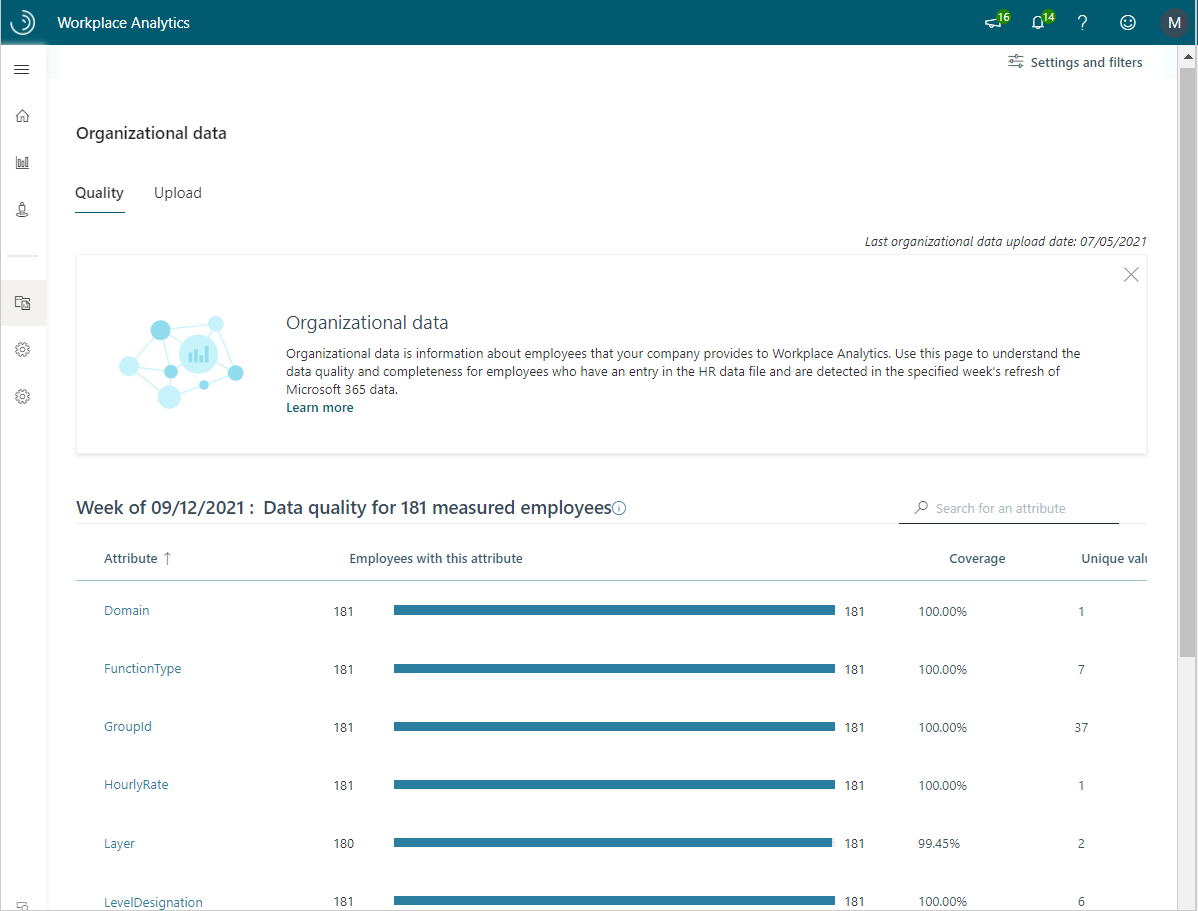 Workplace Analytics
16
14
?
M
Settings and filters
Organizational data
Quality Upload
Last organizational data upload date: 07/05/2021
Organizational data
Organizational data is information about employees that your company provides to Workplace Analytics. Use this page to understand the
data quality and completeness for employees who have an entry in the HR data file and are detected in the specified week's refresh of
Microsoft 365 data.
Learn more
Week of 09/12/2021 : Data quality for 181 measured employees
Search for an attribute
Attribute ↑ Employees with this attribute Coverage Unique valu
Domain 181 181 100.00% 1
FunctionType 181 181 100.00% 7
GroupId 181 181 100.00% 37
HourlyRate 181 181 100.00% 1
Layer 180 181 99.45% 2
LevelDesignation 181 181 100.00% 6